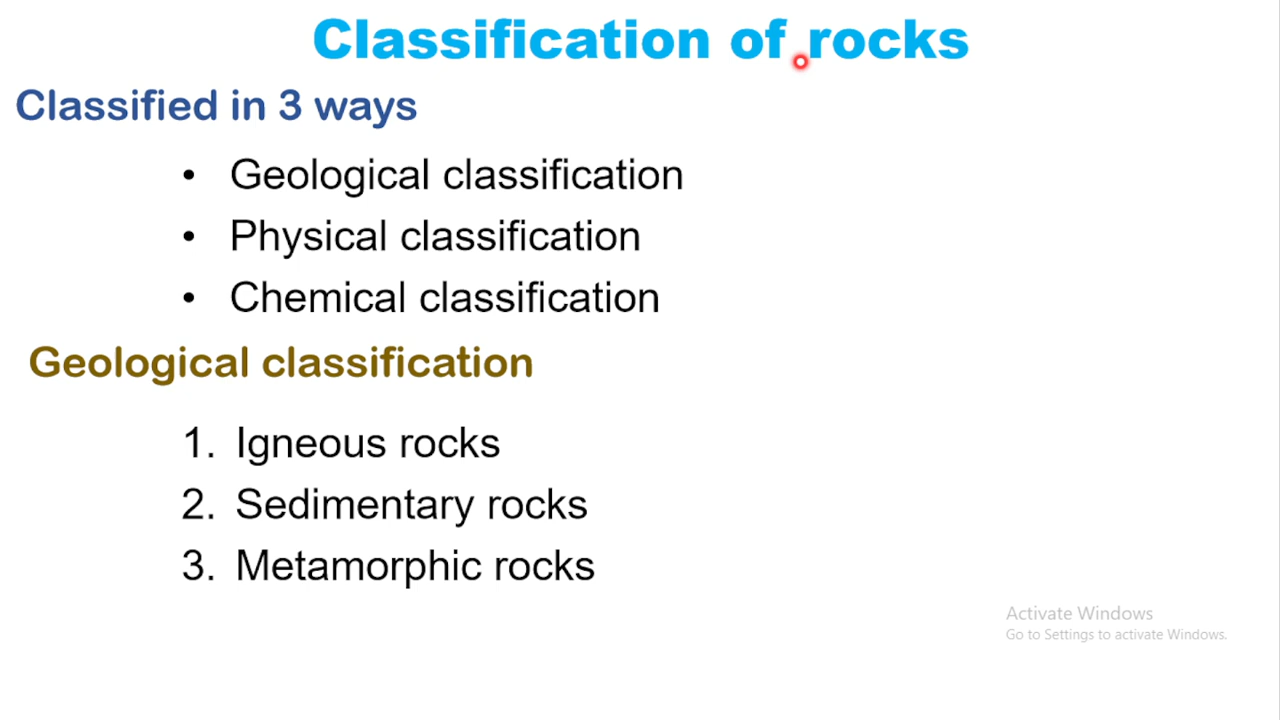 Classification of rocks
Classified in 3 ways
• Geological classification
• Physical classification
• Chemical classification
Geological classification
1. Igneous rocks
2. Sedimentary rocks
3. Metamorphic rocks
Activate Windows
Go to Settings to activate Windows.